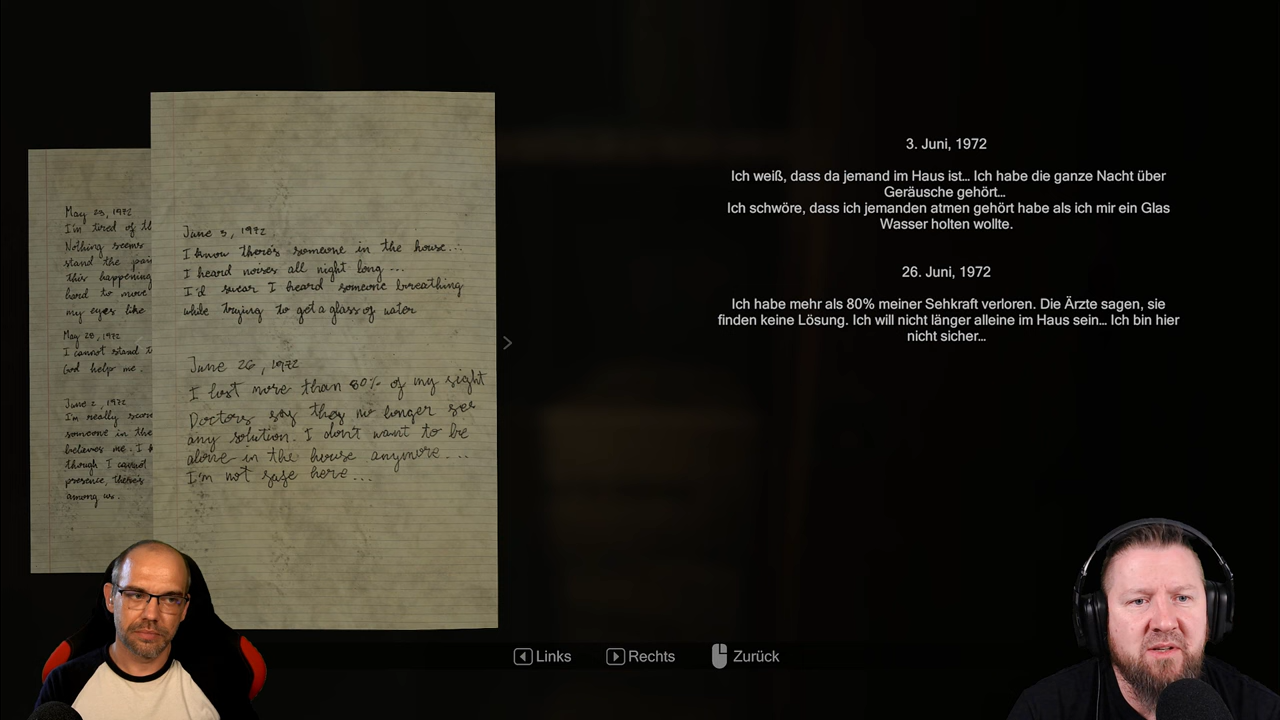 May 23, 1972
I'm tired of th
Nothing seems
stand the pain
this happening
hard to move
my eyes like
May 28, 1972
I cannot stand t
God help me.
June 2, 1972
I'm really scare
someone in the
believes me. I k
though I cannot
presence, there's
among us.
June 3, 1972
I know there's someone in the house...
I heard noises all night long ...
I'd swear I heard someone breathing
while trying to get a glass of water
June 26, 1972
I lost more than 80% of my sight
Doctors say they no longer see
any solution. I don't want to be
alone in the house anymore....
I'm not safe here...
3. Juni, 1972
Ich weiß, dass da jemand im Haus ist... Ich habe die ganze Nacht über
Geräusche gehört...
Ich schwöre, dass ich jemanden atmen gehört habe als ich mir ein Glas
Wasser holten wollte.
26. Juni, 1972
Ich habe mehr als 80% meiner Sehkraft verloren. Die Ärzte sagen, sie
finden keine Lösung. Ich will nicht länger alleine im Haus sein... Ich bin hier
nicht sicher...
Links Rechts Zurück